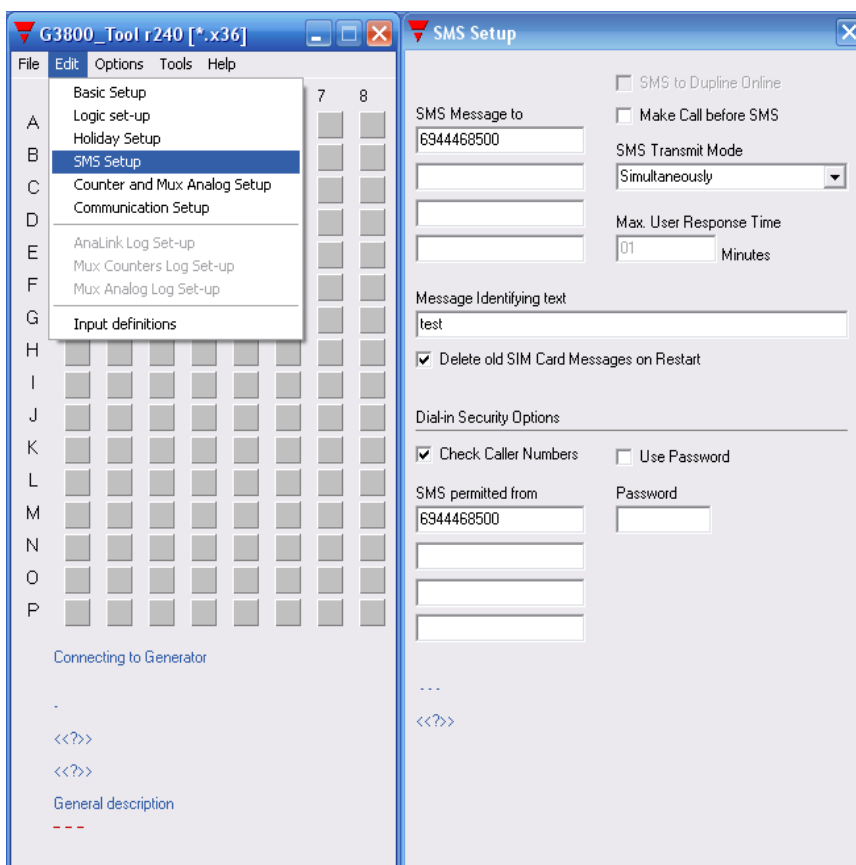 G3800_Tool r240 [*.x36]
File Edit Options Tools Help
Basic Setup
Logic set-up
Holiday Setup
SMS Setup
Counter and Mux Analog Setup
Communication Setup
AnaLink Log Set-up
Mux Counters Log Set-up
Mux Analog Log Set-up
Input definitions
7 8
A
B
C
D
E
F
G
H
I
J
K
L
M
N
O
P
Connecting to Generator
-
<<?>>
<<?>>
General description
- - -
SMS Setup
SMS to Dupline Online
SMS Message to
Make Call before SMS
6944468500
SMS Transmit Mode
Simultaneously
Max. User Response Time
01 Minutes
Message Identifying text
test
Delete old SIM Card Messages on Restart
Dial-in Security Options
Check Caller Numbers
Use Password
SMS permitted from
Password
6944468500
- - -
<<?>>